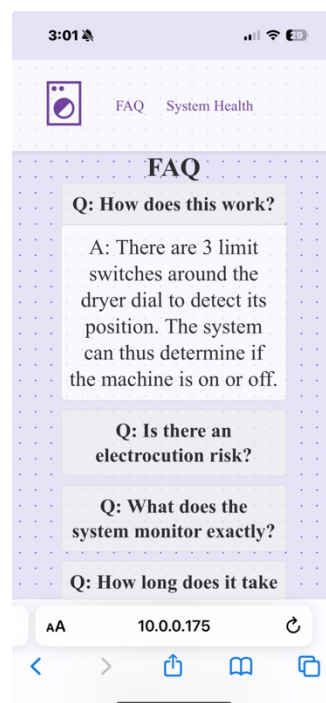 3:01
29
FAQ System Health
FAQ
Q: How does this work?
A: There are 3 limit
switches around the
dryer dial to detect its
position. The system
can thus determine if
the machine is on or off.
Q: Is there an
electrocution risk?
Q: What does the
system monitor exactly?
Q: How long does it take
AA 10.0.0.175